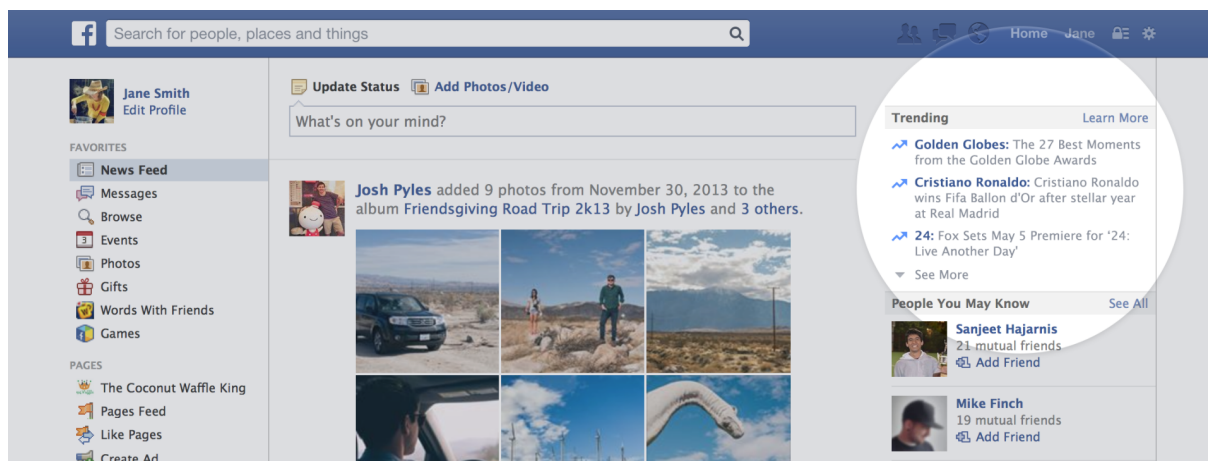 f
Search for people, places and things
Home
Jane
Jane Smith
Edit Profile
FAVORITES
News Feed
Messages
Browse
3
Events
Photos
Gifts
Words With Friends
Games
PAGES
The Coconut Waffle King
Pages Feed
Like Pages
Create Ad
Update Status
Add Photos/Video
What's on your mind?
Josh Pyles added 9 photos from November 30, 2013 to the
album Friendsgiving Road Trip 2k13 by Josh Pyles and 3 others.
Trending
Learn More
Golden Globes: The 27 Best Moments
from the Golden Globe Awards
Cristiano Ronaldo: Cristiano Ronaldo
wins Fifa Ballon d'Or after stellar year
at Real Madrid
24: Fox Sets May 5 Premiere for ‘24:
Live Another Day’
See More
People You May Know
See All
Sanjeet Hajarnis
21 mutual friends
Add Friend
Mike Finch
19 mutual friends
Add Friend